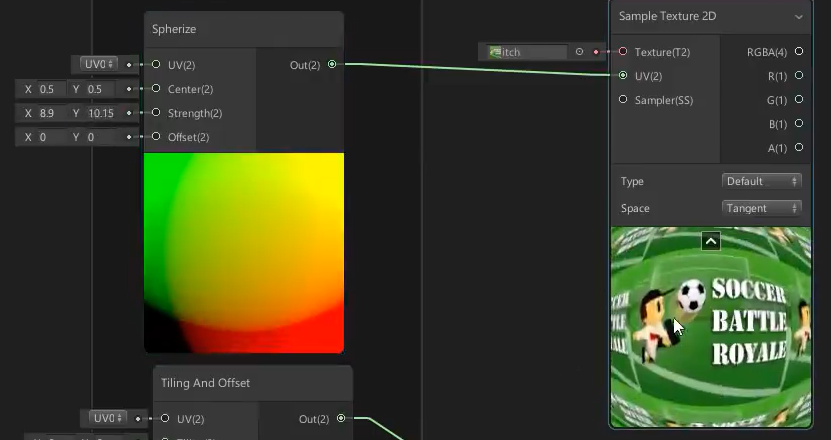 Spherize
UV0
UV(2)
Out(2)
X 0.5 Y 0.5
Center(2)
X 8.9 Y 10.15
Strength(2)
X 0 Y 0
Offset(2)
Sample Texture 2D
itch
Texture(T2)
RGBA(4)
UV(2)
R(1)
Sampler(SS)
G(1)
B(1)
A(1)
Type
Default
Space
Tangent
SOCCER
BATTLE
ROYALE
Tiling And Offset
UV0
UV(2)
Out(2)